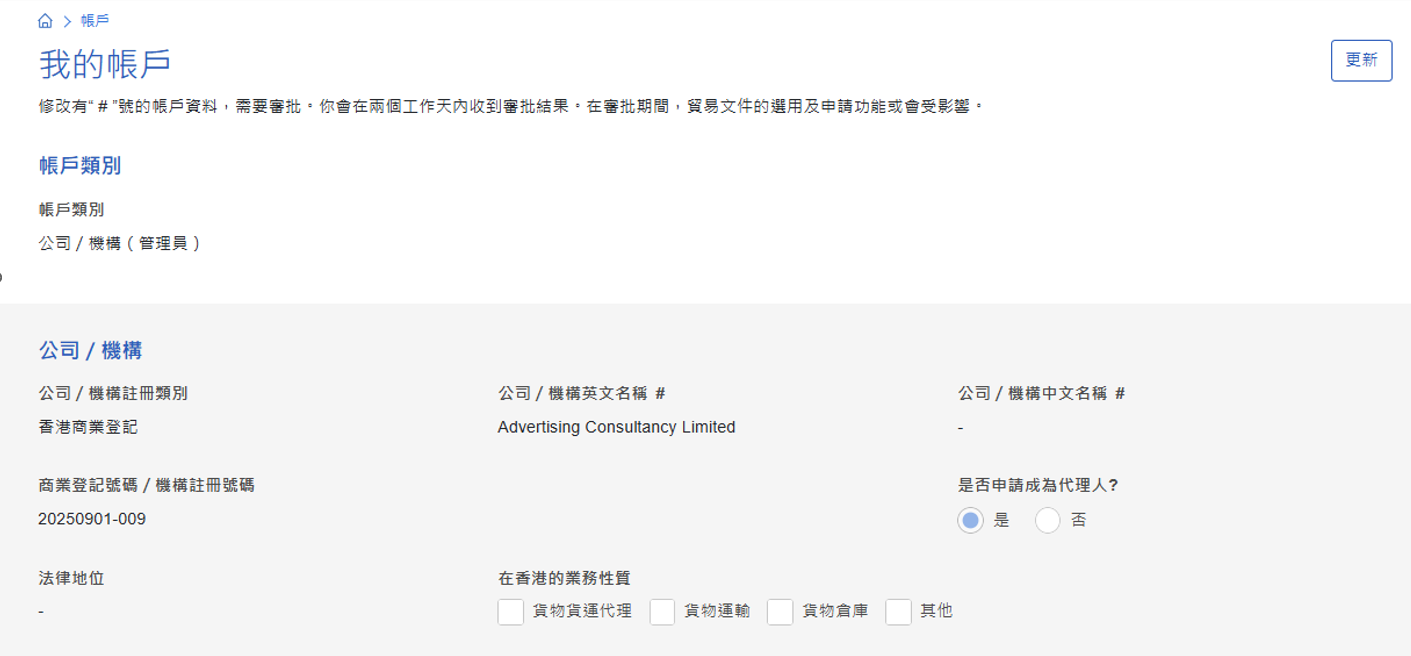 帳戶
我的帳戶
更新
修改有“ # ”號的帳戶資料，需要審批。你會在兩個工作天內收到審批結果。在審批期間，貿易文件的選用及申請功能或會受影響。
帳戶類別
帳戶類別
公司 / 機構 ( 管理員 )
公司 / 機構
公司 / 機構註冊類別
香港商業登記
公司 / 機構英文名稱 #
Advertising Consultancy Limited
公司 / 機構中文名稱 #
-
商業登記號碼 / 機構註冊號碼
20250901-009
是否申請成為代理人?
是 否
法律地位
-
在香港的業務性質
貨物貨運代理 貨物運輸 貨物倉庫 其他